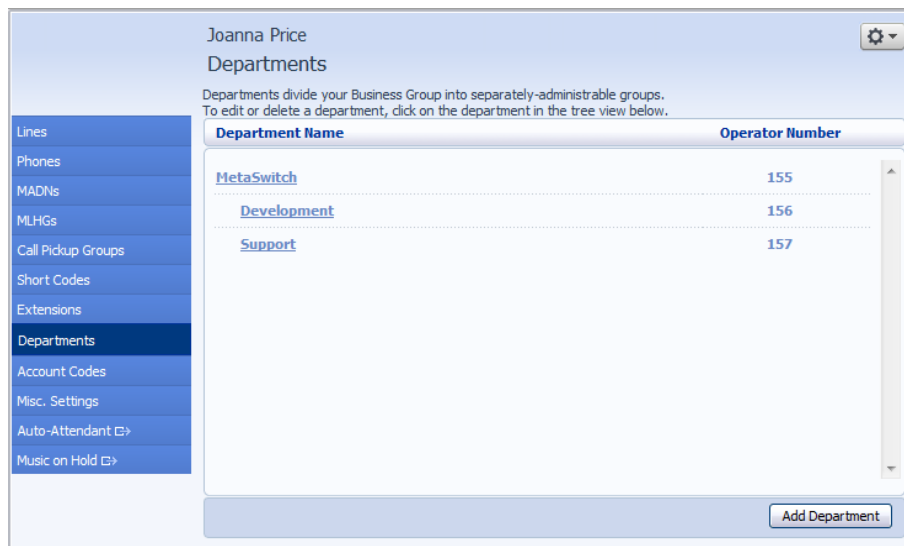 Joanna Price
Departments
Departments divide your Business Group into separately-administrable groups.
To edit or delete a department, click on the department in the tree view below.
Lines
Phones
MADNs
MLHGs
Call Pickup Groups
Short Codes
Extensions
Departments
Account Codes
Misc. Settings
Auto-Attendant
Music on Hold
Department Name Operator Number
MetaSwitch 155
Development 156
Support 157
Add Department